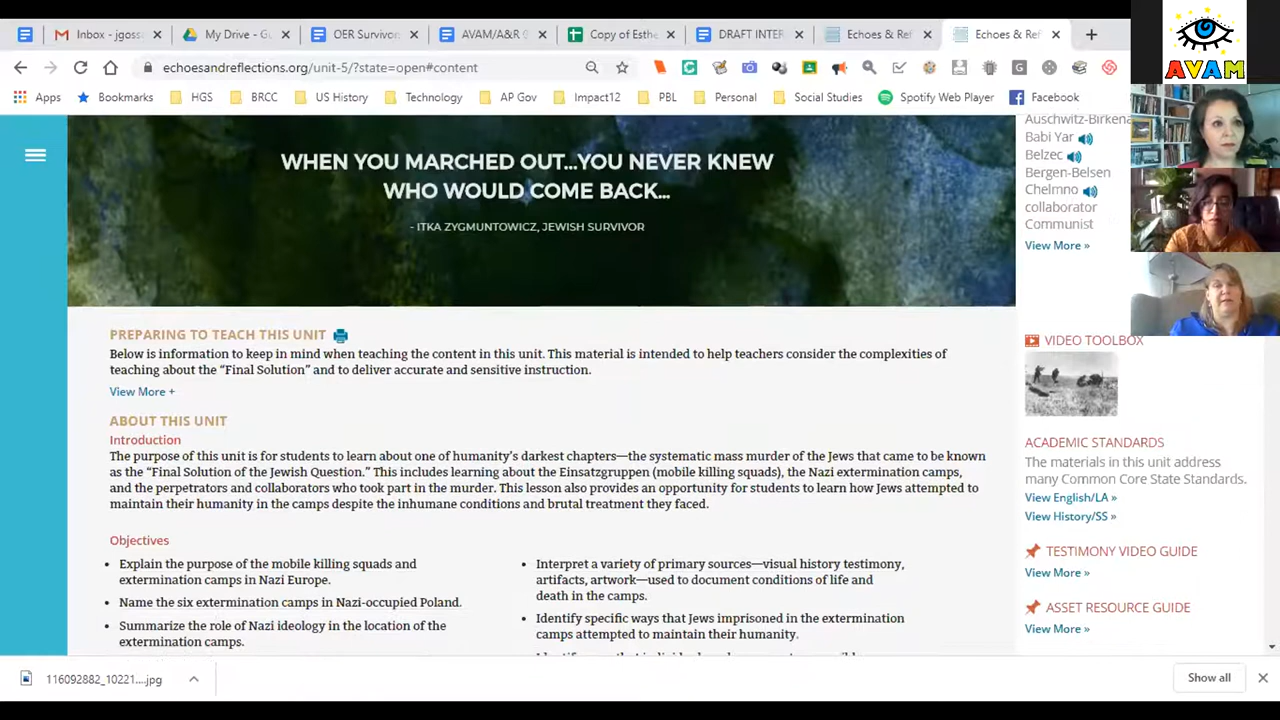 Inbox - jgoss
My Drive - G
OER Survivor
AVAM/A&R
Copy of Esthe
DRAFT INTER
Echoes & Ref
Echoes & Ref
AVAM
echoesandreflections.org/unit-5/?state=open#content
Apps
Bookmarks
HGS
BRCC
US History
Technology
AP Gov
Impact12
PBL
Personal
Social Studies
Spotify Web Player
Facebook
WHEN YOU MARCHED OUT...YOU NEVER KNEW
WHO WOULD COME BACK...
- ITKA ZYGMUNTOWICZ, JEWISH SURVIVOR
PREPARING TO TEACH THIS UNIT
Below is information to keep in mind when teaching the content in this unit. This material is intended to help teachers consider the complexities of
teaching about the “Final Solution” and to deliver accurate and sensitive instruction.
View More +
ABOUT THIS UNIT
Introduction
The purpose of this unit is for students to learn about one of humanity’s darkest chapters—the systematic mass murder of the Jews that came to be known
as the “Final Solution of the Jewish Question.” This includes learning about the Einsatzgruppen (mobile killing squads), the Nazi extermination camps,
and the perpetrators and collaborators who took part in the murder. This lesson also provides an opportunity for students to learn how Jews attempted to
maintain their humanity in the camps despite the inhumane conditions and brutal treatment they faced.
Objectives
• Explain the purpose of the mobile killing squads and
extermination camps in Nazi Europe.
• Name the six extermination camps in Nazi-occupied Poland.
• Summarize the role of Nazi ideology in the location of the
extermination camps.
• Interpret a variety of primary sources—visual history testimony,
artifacts, artwork—used to document conditions of life and
death in the camps.
• Identify specific ways that Jews imprisoned in the extermination
camps attempted to maintain their humanity.
Auschwitz-Birkena
Babi Yar
Belzec
Bergen-Belsen
Chelmno
collaborator
Communist
View More »
VIDEO TOOLBOX
ACADEMIC STANDARDS
The materials in this unit address
many Common Core State Standards.
View English/LA »
View History/SS »
TESTIMONY VIDEO GUIDE
View More »
ASSET RESOURCE GUIDE
View More »
116092882_10221....jpg
Show all